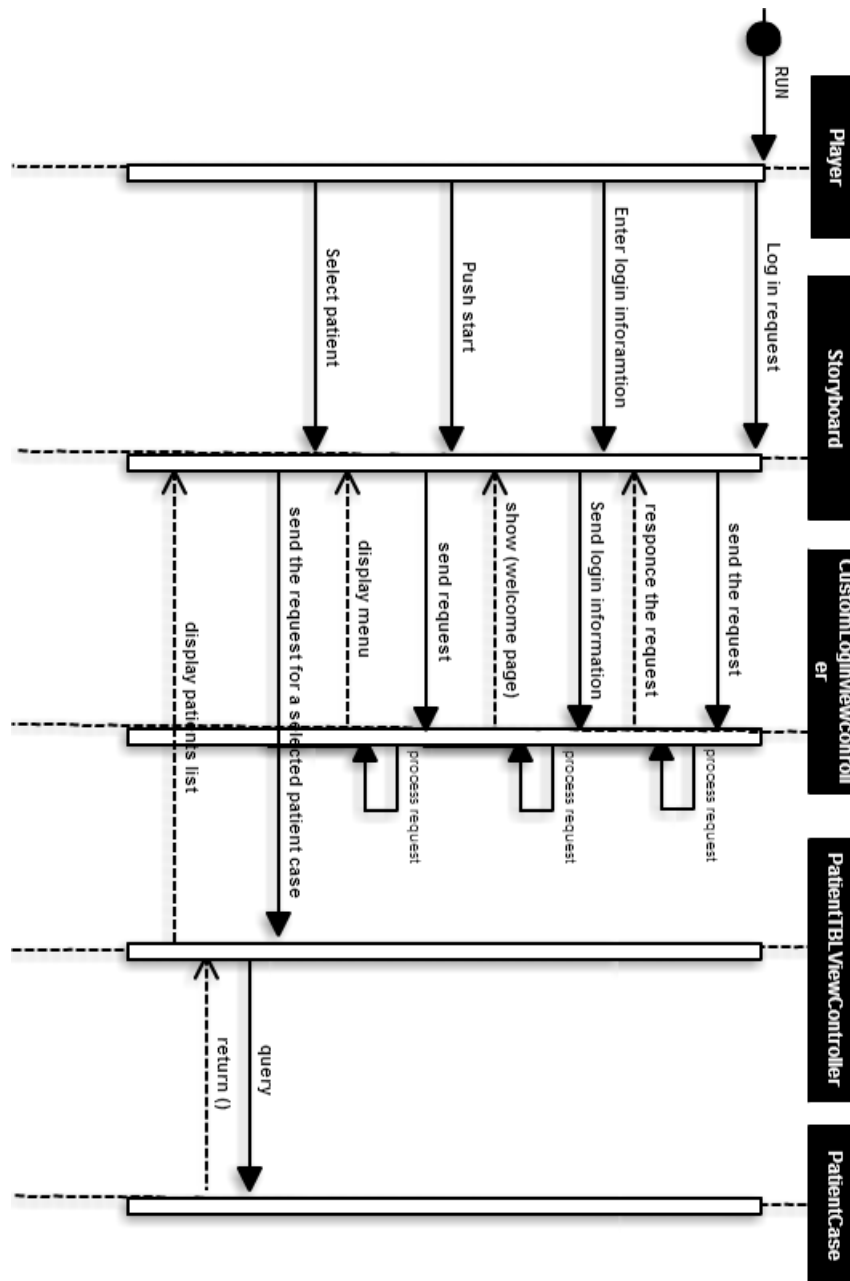 RUN
Player
Storyboard
CustomLoginViewControll
er
PatientTBLViewController
PatientCase
Log in request
send the request
process request
responce the request
Enter login inforamtion
Send login information
process request
show (welcome page)
Push start
send request
process request
display menu
Select patient
send the request for a selected patient case
query
return ()
display patients list